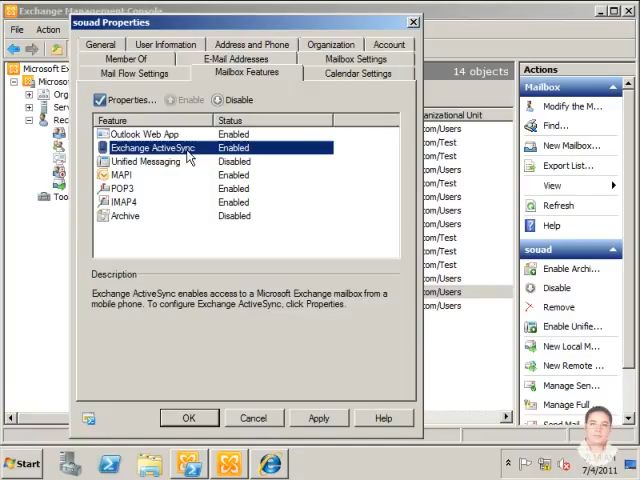 Exchange Management Console
souad Properties
File Action
General User Information Address and Phone Organization Account
Member Of E-Mail Addresses Mailbox Settings
Mail Flow Settings Mailbox Features Calendar Settings
Properties... Enable Disable
Feature Status
Outlook Web App Enabled
Exchange ActiveSync Enabled
Unified Messaging Disabled
MAPI Enabled
POP3 Enabled
IMAP4 Enabled
Archive Disabled
Description
Exchange ActiveSync enables access to a Microsoft Exchange mailbox from a
mobile phone. To configure Exchange ActiveSync, click Properties.
OK Cancel Apply Help
Microsoft Ex
Microso
Org
Serv
Rec
Too
14 objects
ganizational Unit
com/Users
com/Test
com/Users
com/Users
com/Users
com/Users
com/Users
com/Users
com/Test
com/Test
com/Test
com/Users
com/Users
com/Users
Actions
Mailbox
Modify the M...
Find...
New Mailbox...
Export List...
View
Refresh
Help
souad
Enable Archi...
Disable
Remove
Enable Unifie...
New Local M...
New Remote ...
Manage Sen...
Manage Full ...
Start
7/4/2011